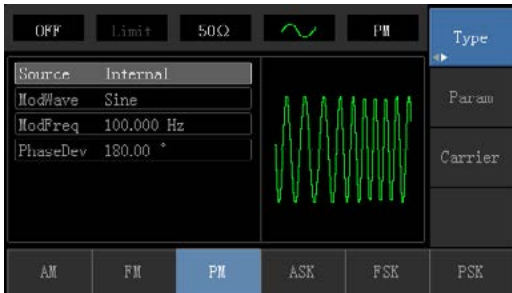 OFF Limit 50Ω PM Type
Source Internal
ModWave Sine Param
ModFreq 100.000 Hz
PhaseDev 180.00 ° Carrier
AM FM PM ASK FSK PSK